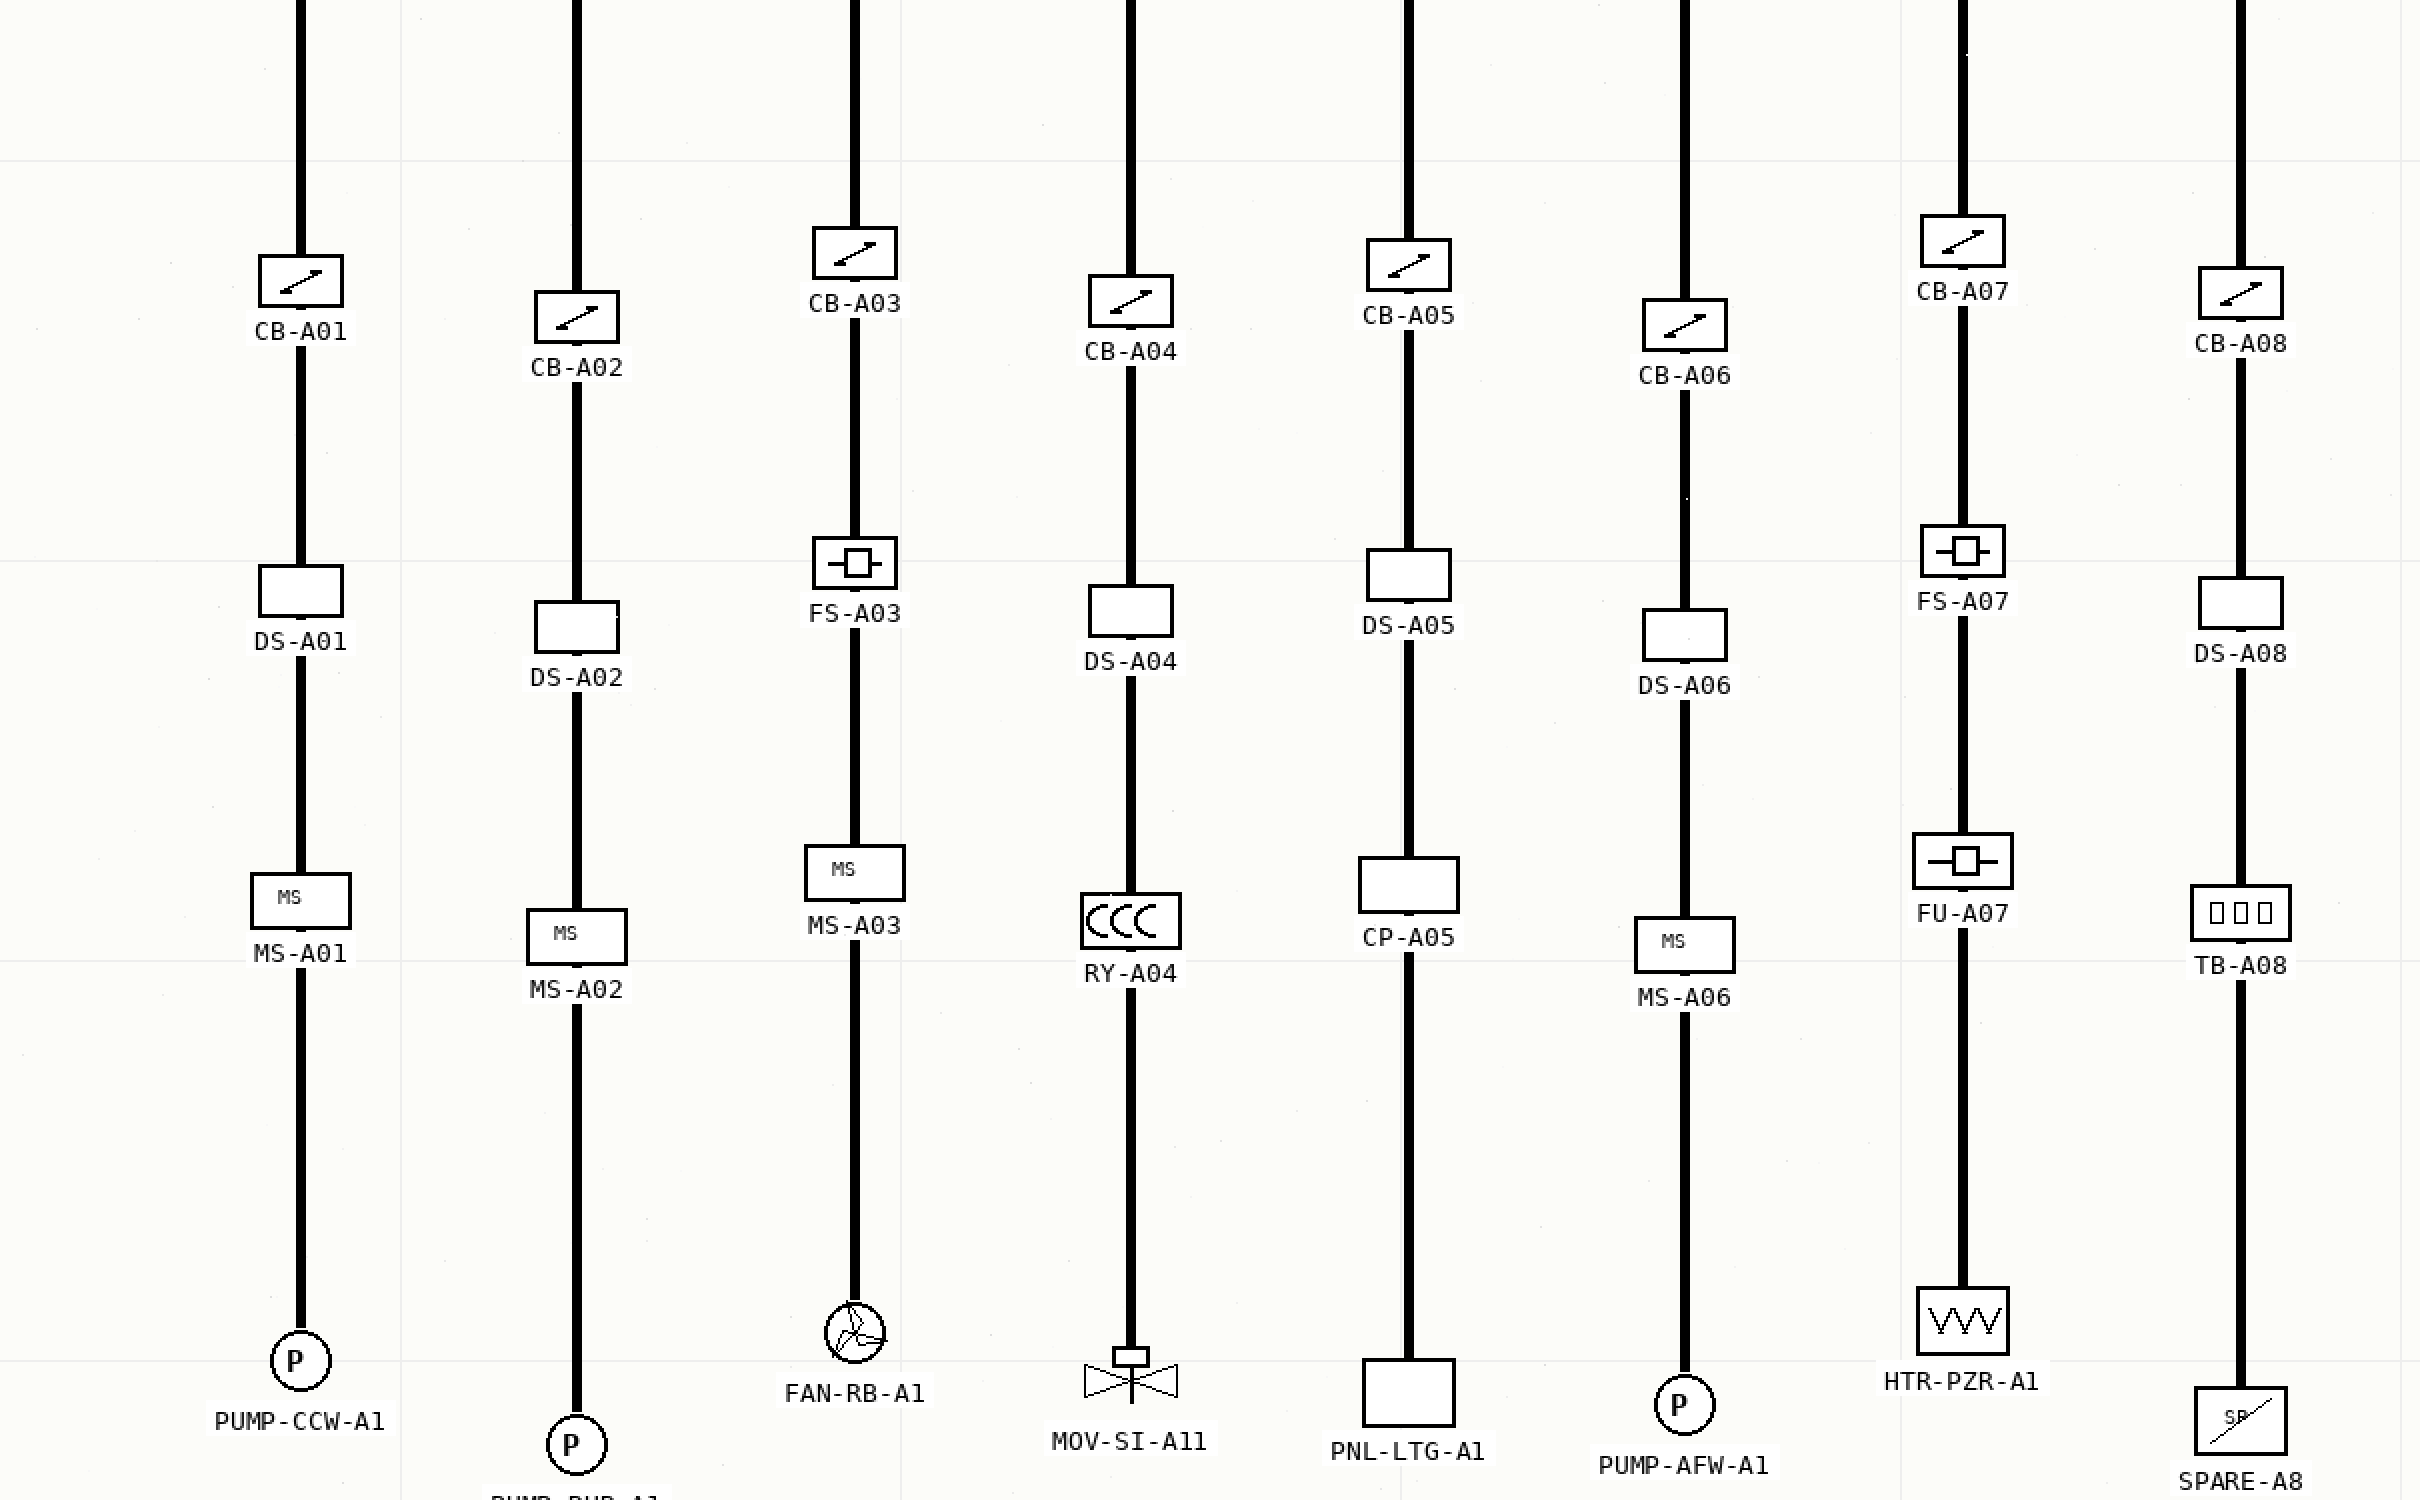 CB-A01
CB-A02
CB-A03
CB-A04
CB-A05
CB-A06
CB-A07
CB-A08
DS-A01
DS-A02
FS-A03
DS-A04
DS-A05
DS-A06
FS-A07
DS-A08
MS
MS-A01
MS
MS-A02
MS
MS-A03
RY-A04
CP-A05
MS
MS-A06
FU-A07
TB-A08
P
PUMP-CCW-A1
P
FAN-RB-A1
MOV-SI-A11
PNL-LTG-A1
P
PUMP-AFW-A1
HTR-PZR-A1
SP
SPARE-A8